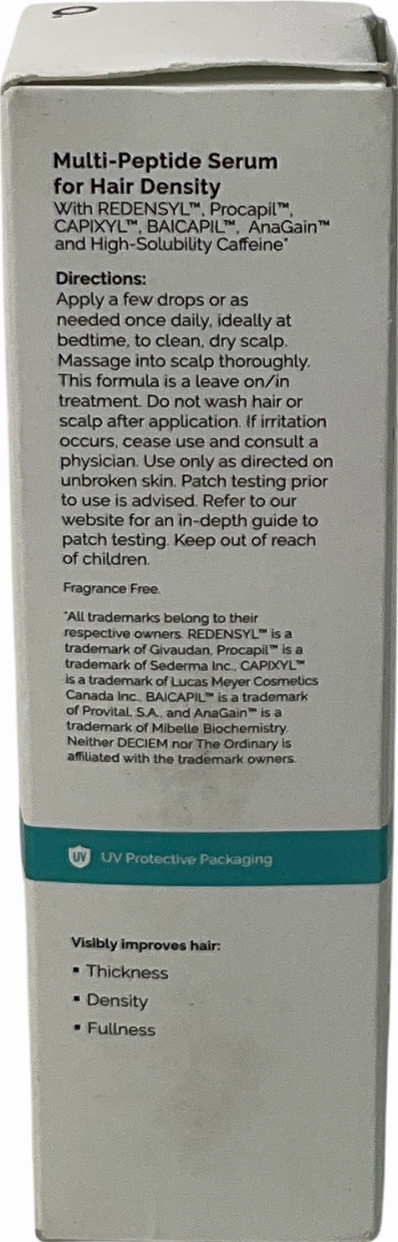 Multi-Peptide Serum
for Hair Density
With REDENSYL™, Procapil™,
CAPIXYL™, BAICAPIL™, AnaGain™
and High-Solubility Caffeine*
Directions:
Apply a few drops or as
needed once daily, ideally at
bedtime, to clean, dry scalp.
Massage into scalp thoroughly.
This formula is a leave on/in
treatment. Do not wash hair or
scalp after application. If irritation
occurs, cease use and consult a
physician. Use only as directed on
unbroken skin. Patch testing prior
to use is advised. Refer to our
website for an in-depth guide to
patch testing. Keep out of reach
of children.
Fragrance Free.
*All trademarks belong to their
respective owners. REDENSYL™ is a
trademark of Givaudan, Procapil™ is a
trademark of Sederma Inc., CAPIXYL™
is a trademark of Lucas Meyer Cosmetics
Canada Inc., BAICAPIL™ is a trademark
of Provital, S.A., and AnaGain™ is a
trademark of Mibelle Biochemistry.
Neither DECIEM nor The Ordinary is
affiliated with the trademark owners.
UV UV Protective Packaging
Visibly improves hair:
▪ Thickness
▪ Density
▪ Fullness